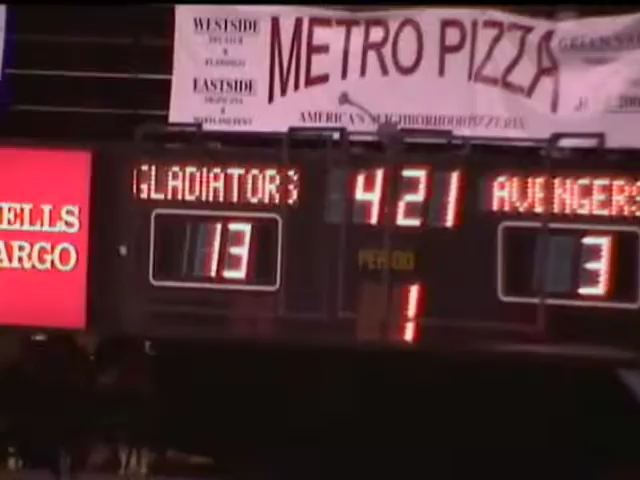 WESTSIDE
EASTSIDE
METRO PIZZA
AMERICA'S NEIGHBORHOOD PIZZERIA
ELLS
ARGO
GLADIATORS
4 21
AVENGERS
13
PERIOD
3
1